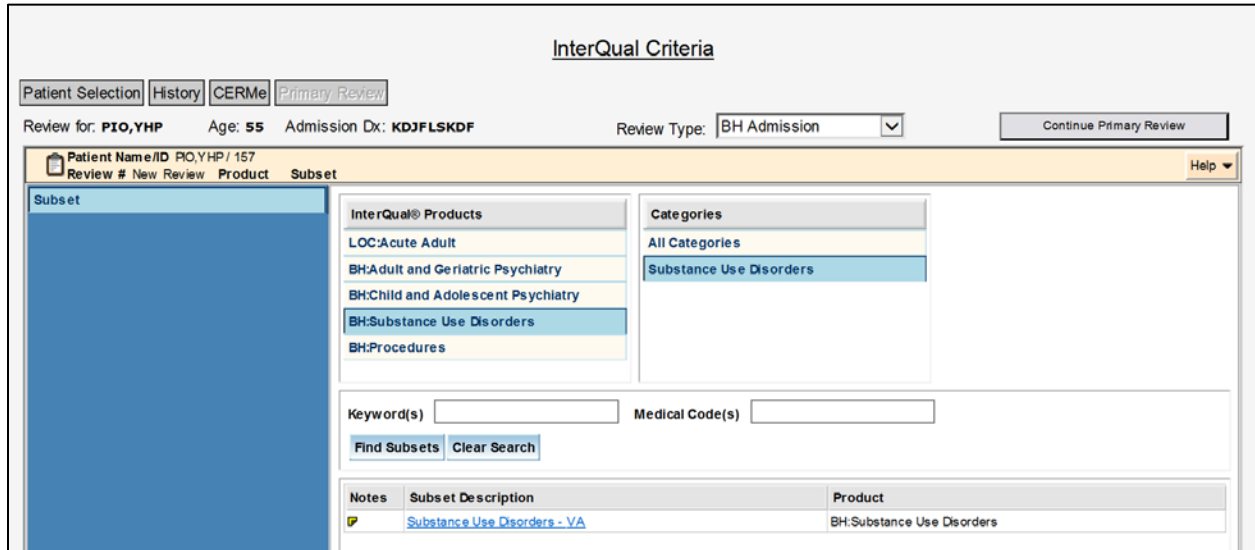 InterQual Criteria
Patient Selection History CERMe Primary Review
Review for: PIO,YHP Age: 55 Admission Dx: KDJFLSKDF Review Type: BH Admission Continue Primary Review
Patient Name/ID PIO,YHP / 157
Review # New Review Product Subset Help
Subset
InterQual® Products Categories
LOC:Acute Adult All Categories
BH:Adult and Geriatric Psychiatry Substance Use Disorders
BH:Child and Adolescent Psychiatry
BH:Substance Use Disorders
BH:Procedures
Keyword(s) Medical Code(s)
Find Subsets Clear Search
Notes Subset Description Product
Substance Use Disorders - VA BH:Substance Use Disorders